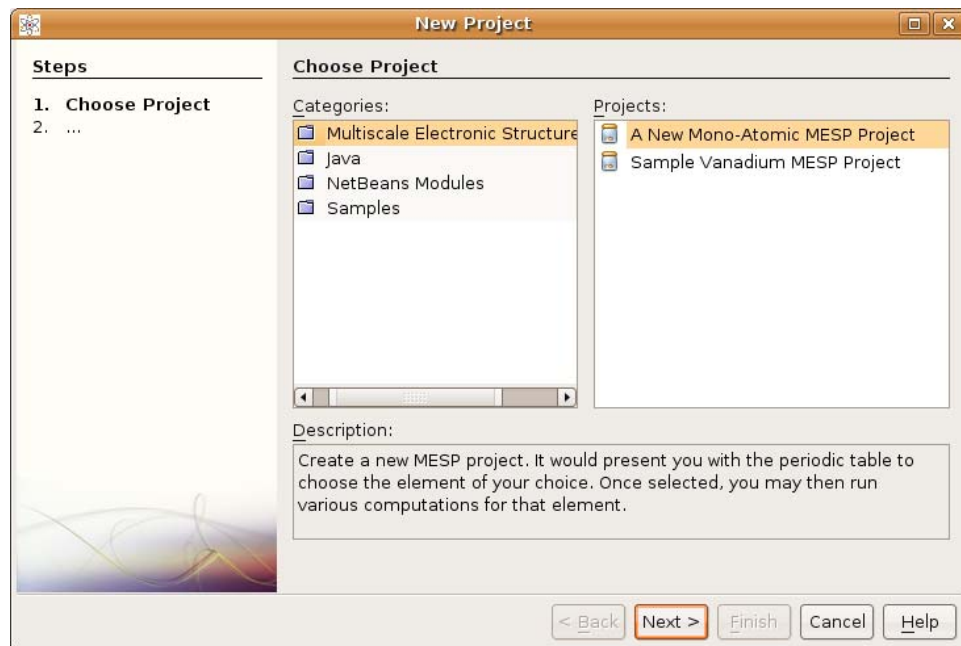 New Project
Steps
1. Choose Project
2. ...
Choose Project
Categories:
Multiscale Electronic Structure
Java
NetBeans Modules
Samples
Projects:
A New Mono-Atomic MESP Project
Sample Vanadium MESP Project
Description:
Create a new MESP project. It would present you with the periodic table to
choose the element of your choice. Once selected, you may then run
various computations for that element.
< Back Next > Finish Cancel Help